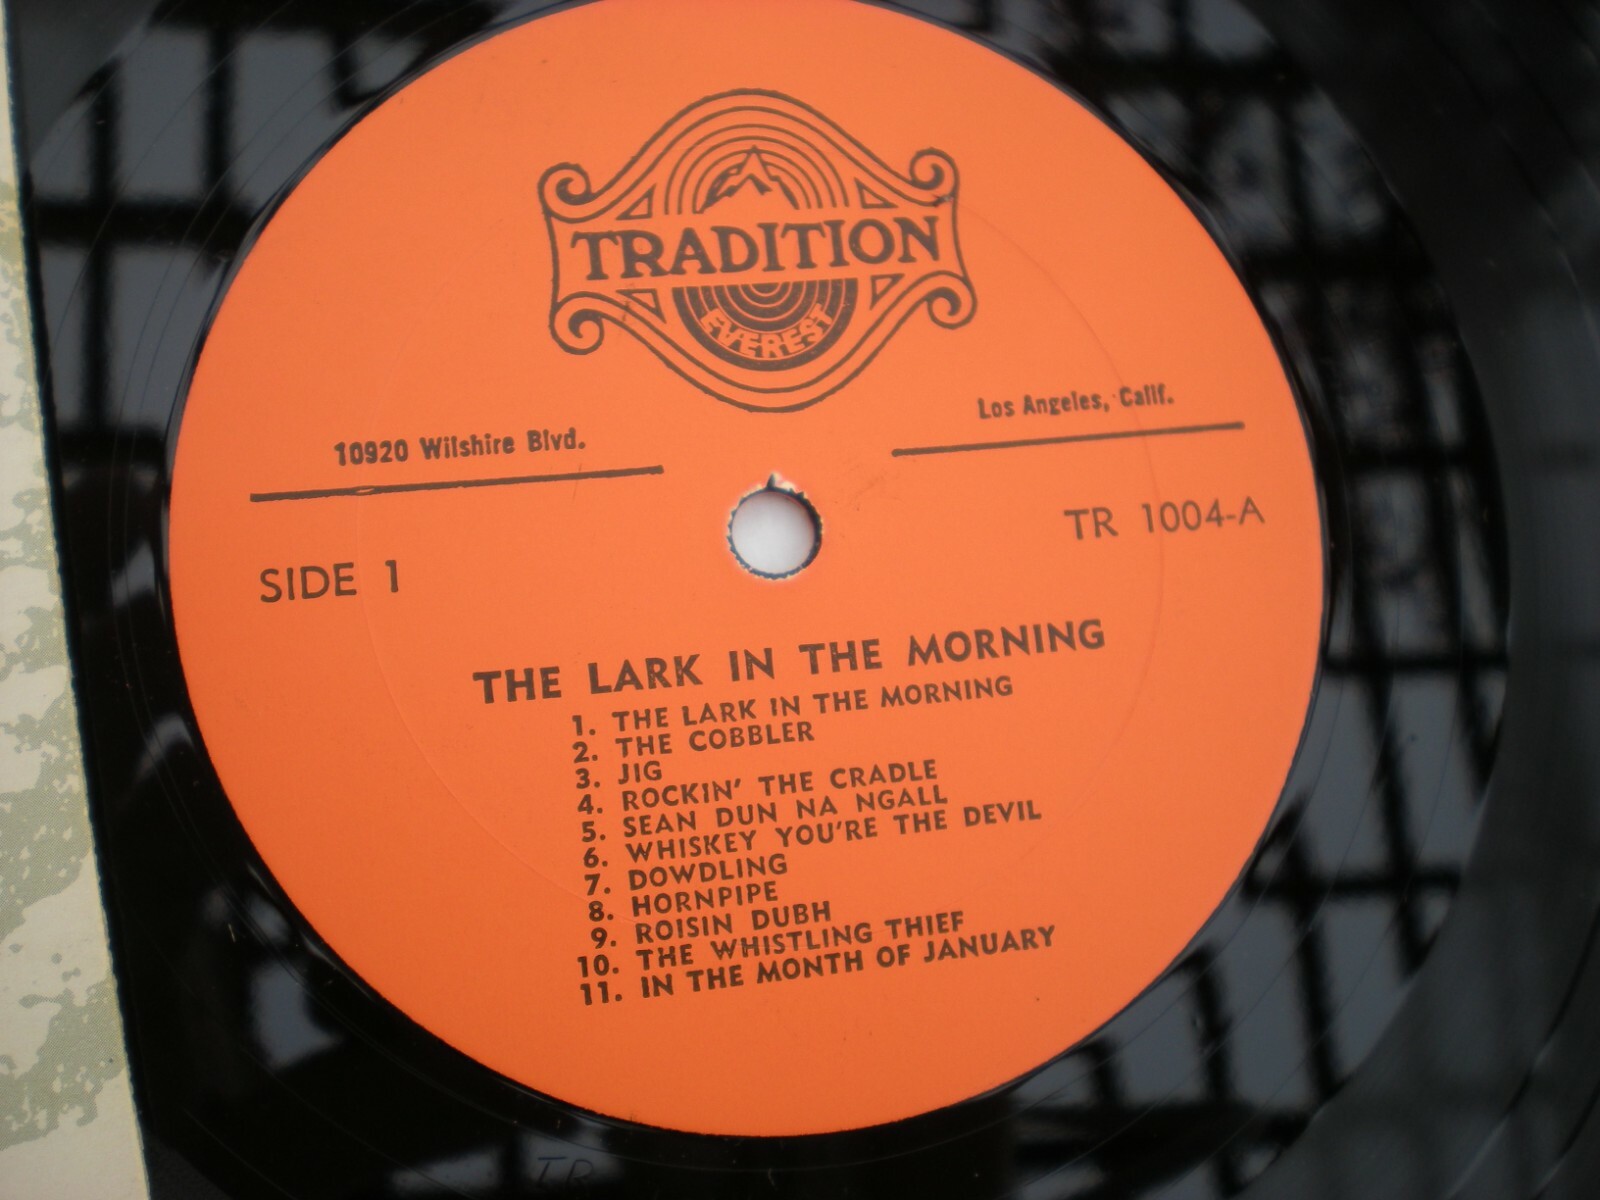 TRADITION
EVEREST
10920 Wilshire Blvd.
Los Angeles, Calif.
SIDE 1
TR 1004-A
THE LARK IN THE MORNING
1. THE LARK IN THE MORNING
2. THE COBBLER
3. JIG
4. ROCKIN' THE CRADLE
5. SEAN DUN NA NGALL
6. WHISKEY YOU'RE THE DEVIL
7. DOWDLING
8. HORNPIPE
9. ROISIN DUBH
10. THE WHISTLING THIEF
11. IN THE MONTH OF JANUARY
TR